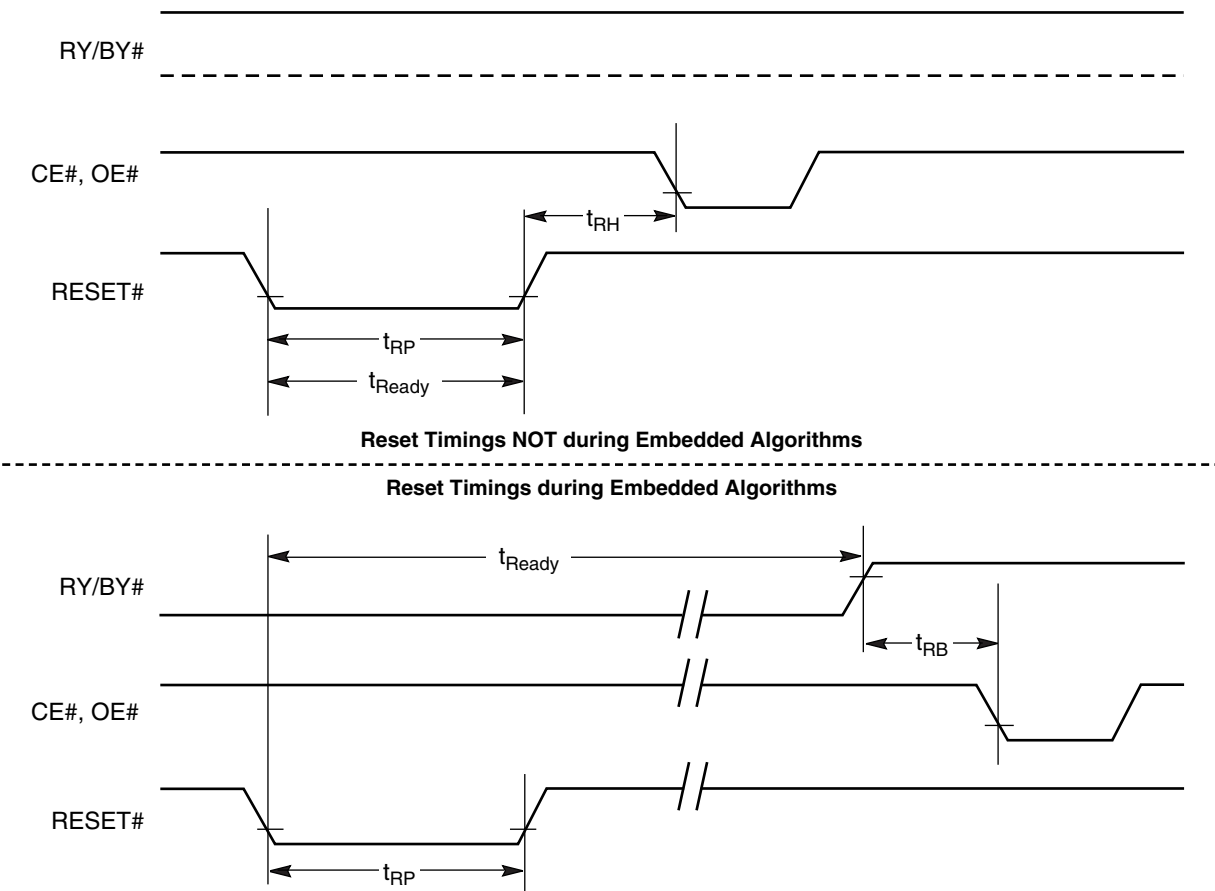 RY/BY#
CE#, OE#
tRH
RESET#
tRP
tReady
Reset Timings NOT during Embedded Algorithms
Reset Timings during Embedded Algorithms
tReady
RY/BY#
tRB
CE#, OE#
RESET#
tRP